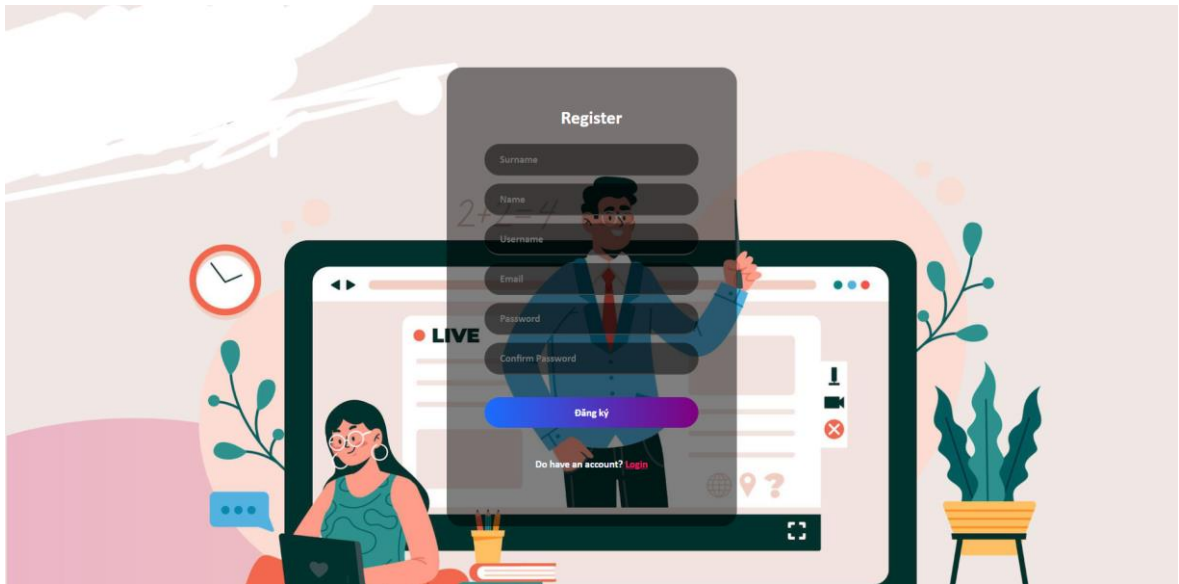 Register
Surname
Name
2+2=4
Username
Email
Password
LIVE
Confirm Password
Đăng ký
Do have an account? Login
?